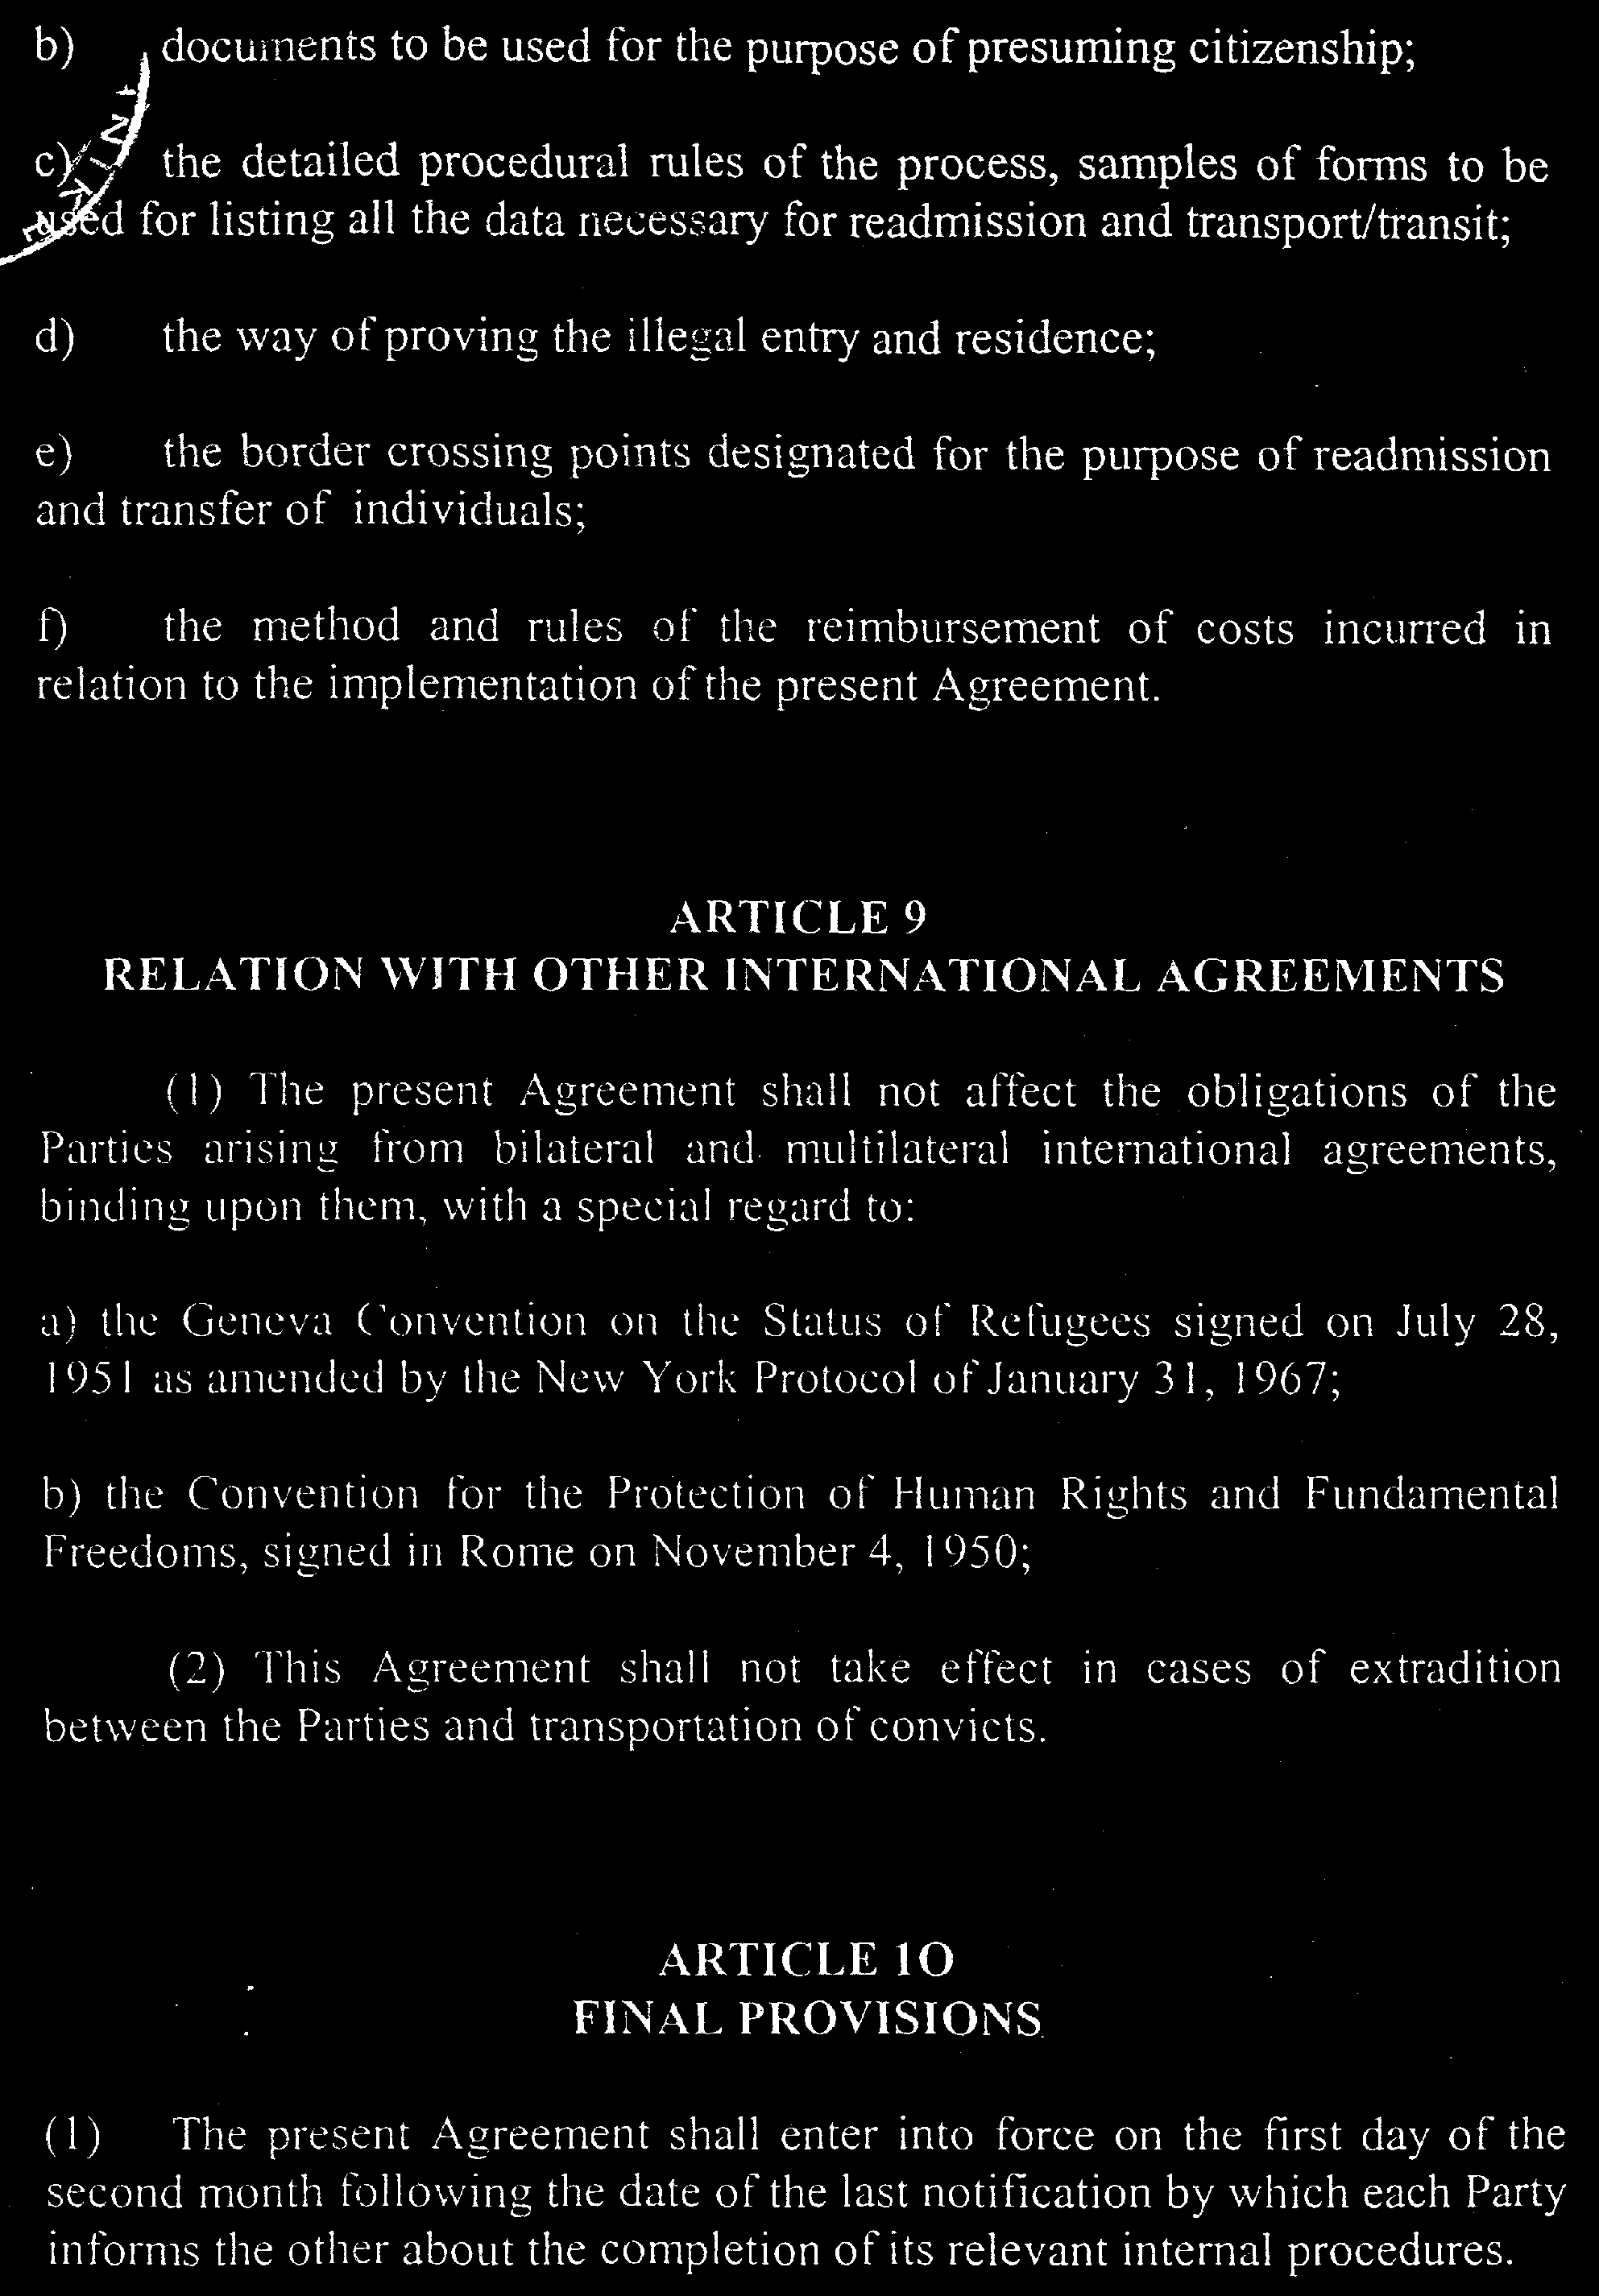 b) documents to be used for the purpose of presuming citizenship;
c) the detailed procedural rules of the process, samples of forms to be
used for listing all the data necessary for readmission and transport/transit;
d) the way of proving the illegal entry and residence;
e) the border crossing points designated for the purpose of readmission
and transfer of individuals;
f) the method and rules of the reimbursement of costs incurred in
relation to the implementation of the present Agreement.
ARTICLE 9
RELATION WITH OTHER INTERNATIONAL AGREEMENTS
(1) The present Agreement shall not affect the obligations of the
Parties arising from bilateral and multilateral international agreements,
binding upon them, with a special regard to:
a) the Geneva Convention on the Status of Refugees signed on July 28,
1951 as amended by the New York Protocol of January 31, 1967;
b) the Convention for the Protection of Human Rights and Fundamental
Freedoms, signed in Rome on November 4, 1950;
(2) This Agreement shall not take effect in cases of extradition
between the Parties and transportation of convicts.
ARTICLE 1O
FINAL PROVISIONS
(1) The present Agreement shall enter into force on the first day of the
second month following the date of the last notification by which each Party
informs the other about the completion of its relevant internal procedures.